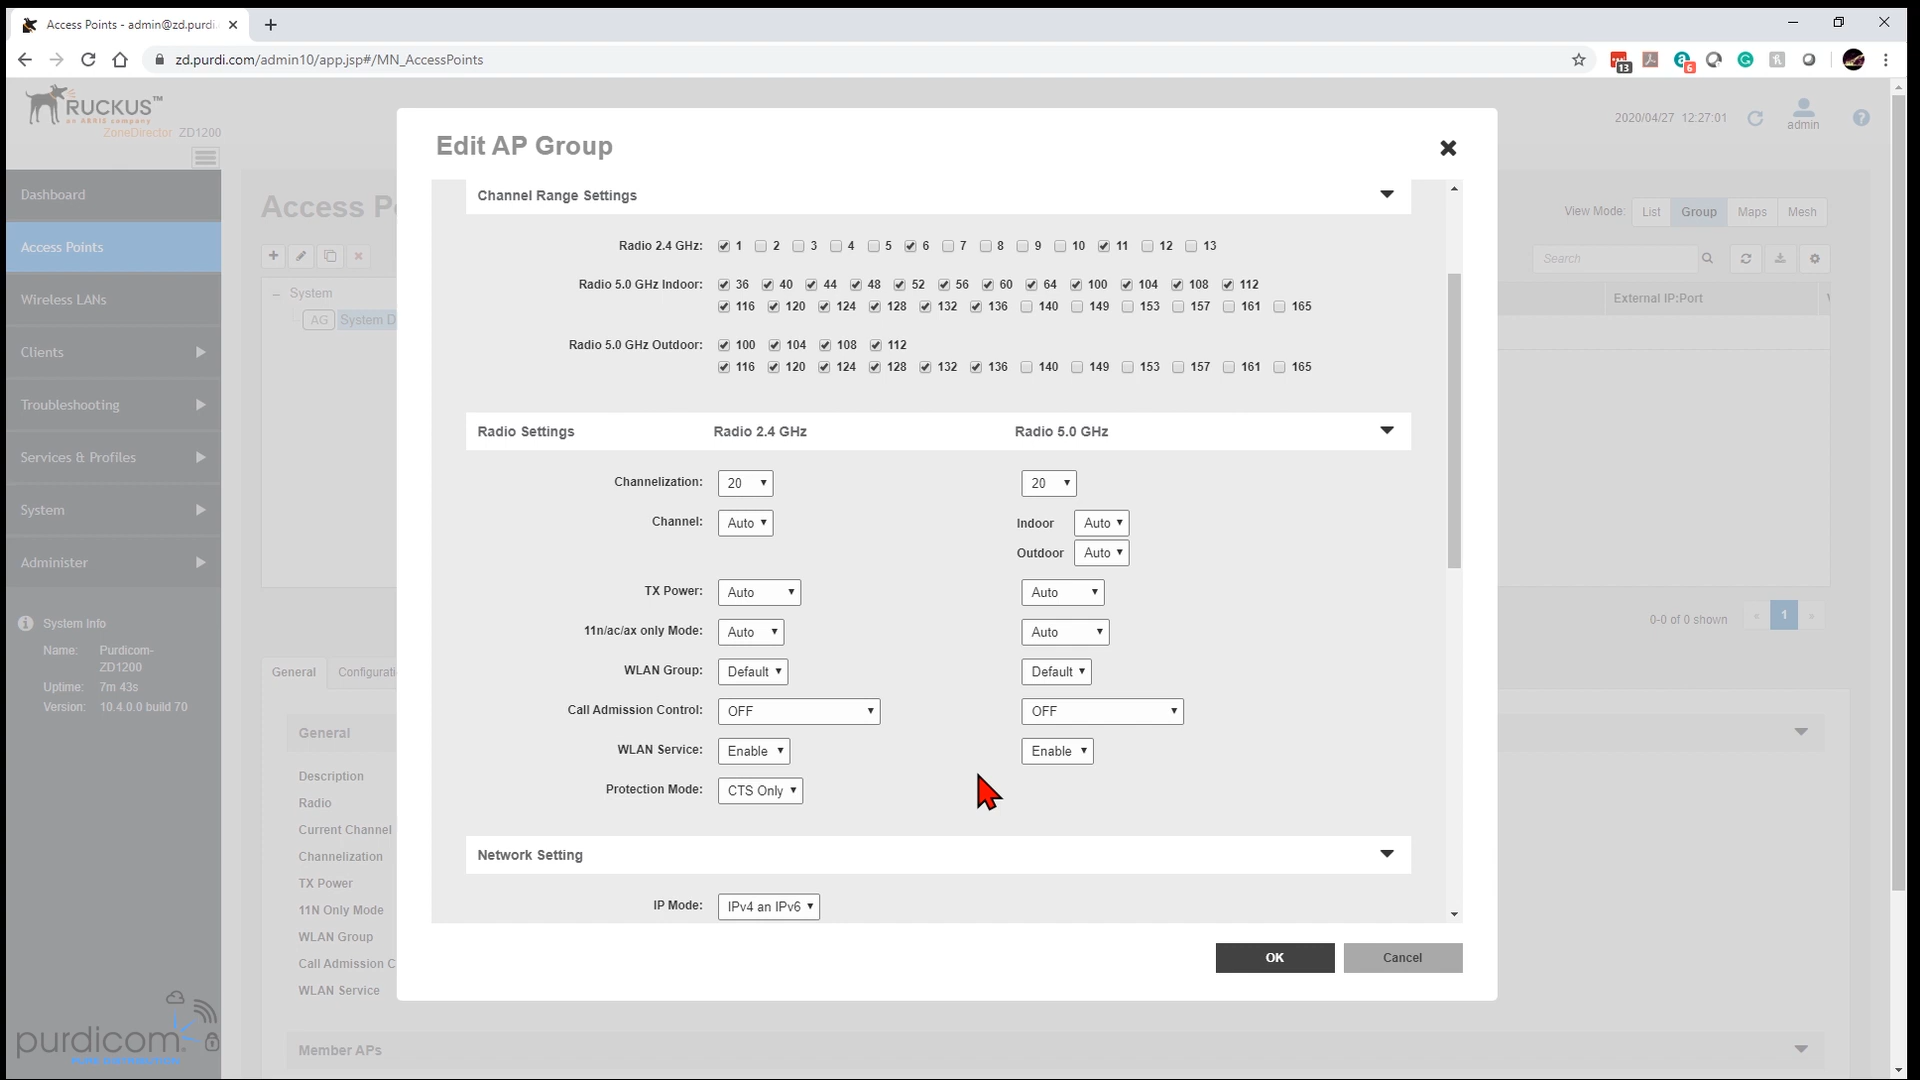 Access Points - admin@zd.purdi.
zd.purdi.com/admin10/app.jsp#/MN_AccessPoints
13
6
RUCKUS™
an ARRIS company
ZoneDirector ZD1200
2020/04/27 12:27:01
admin
Dashboard
Access Points
Wireless LANs
Clients
Troubleshooting
Services & Profiles
System
Administer
System Info
Name: Purdicom-
ZD1200
Uptime: 7m 43s
Version: 10.4.0.0 build 70
purdicom
Access P
View Mode: List Group Maps Mesh
Search
System
AG System D
External IP:Port
0-0 of 0 shown « 1 »
General Configurati
General
Description
Radio
Current Channel
Channelization
TX Power
11N Only Mode
WLAN Group
Call Admission C
WLAN Service
Member APs
Edit AP Group
Channel Range Settings
Radio 2.4 GHz: 1 2 3 4 5 6 7 8 9 10 11 12 13
Radio 5.0 GHz Indoor: 36 40 44 48 52 56 60 64 100 104 108 112
116 120 124 128 132 136 140 149 153 157 161 165
Radio 5.0 GHz Outdoor: 100 104 108 112
116 120 124 128 132 136 140 149 153 157 161 165
Radio Settings Radio 2.4 GHz Radio 5.0 GHz
Channelization: 20 20
Channel: Auto Indoor Auto
Outdoor Auto
TX Power: Auto Auto
11n/ac/ax only Mode: Auto Auto
WLAN Group: Default Default
Call Admission Control: OFF OFF
WLAN Service: Enable Enable
Protection Mode: CTS Only
Network Setting
IP Mode: IPv4 an IPv6
OK Cancel